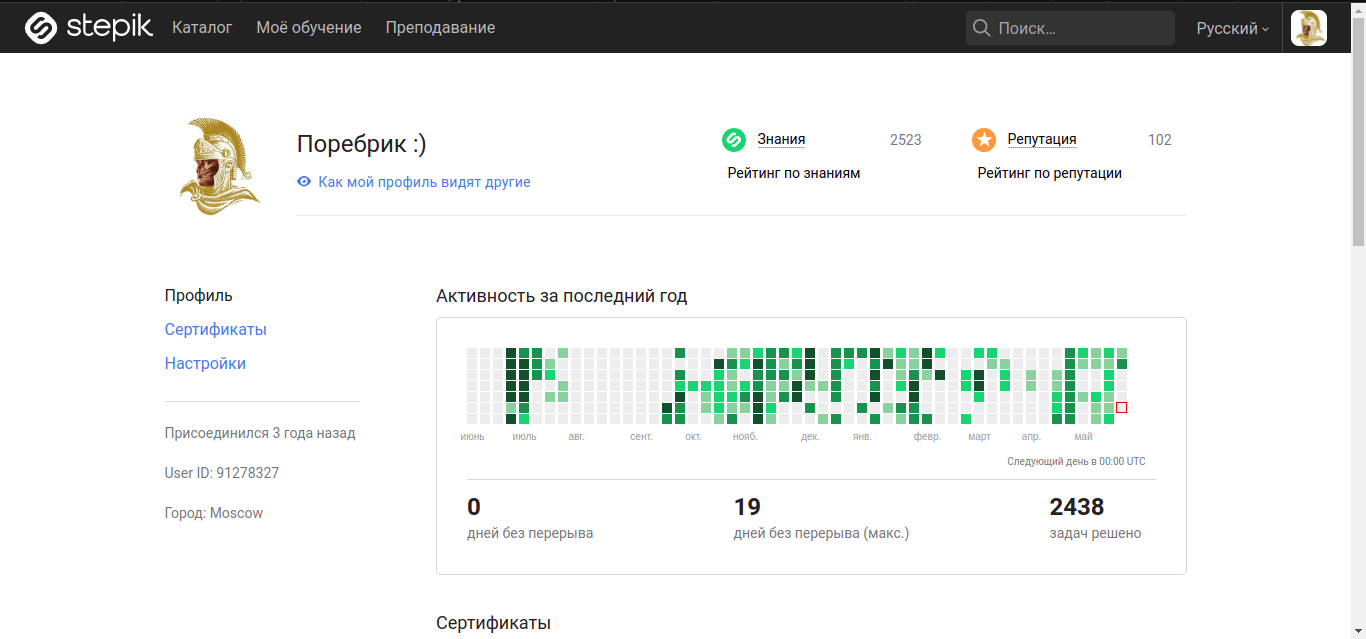 stepik Каталог Моё обучение Преподавание Поиск... Русский
Поребрик :)
Как мой профиль видят другие
Знания 2523
Рейтинг по знаниям
Репутация 102
Рейтинг по репутации
Профиль
Сертификаты
Настройки
Присоединился 3 года назад
User ID: 91278327
Город: Moscow
Активность за последний год
июнь июль авг. сент. окт. нояб. дек. янв. февр. март апр. май
Следующий день в 00:00 UTC
0
дней без перерыва
19
дней без перерыва (макс.)
2438
задач решено
Сертификаты